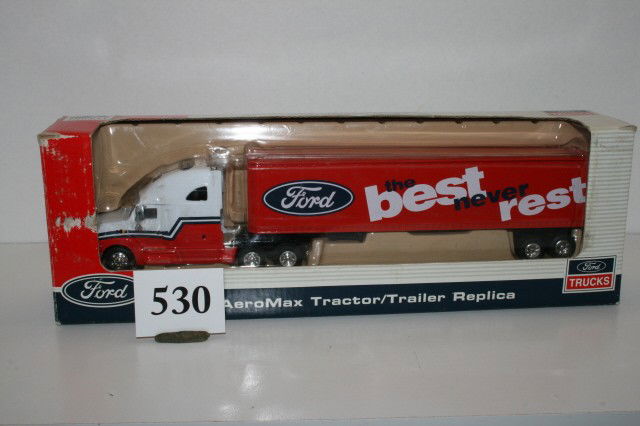 Ford
the
best
never
rest
Ford
530
AeroMax Tractor/Trailer Replica
Ford
TRUCKS